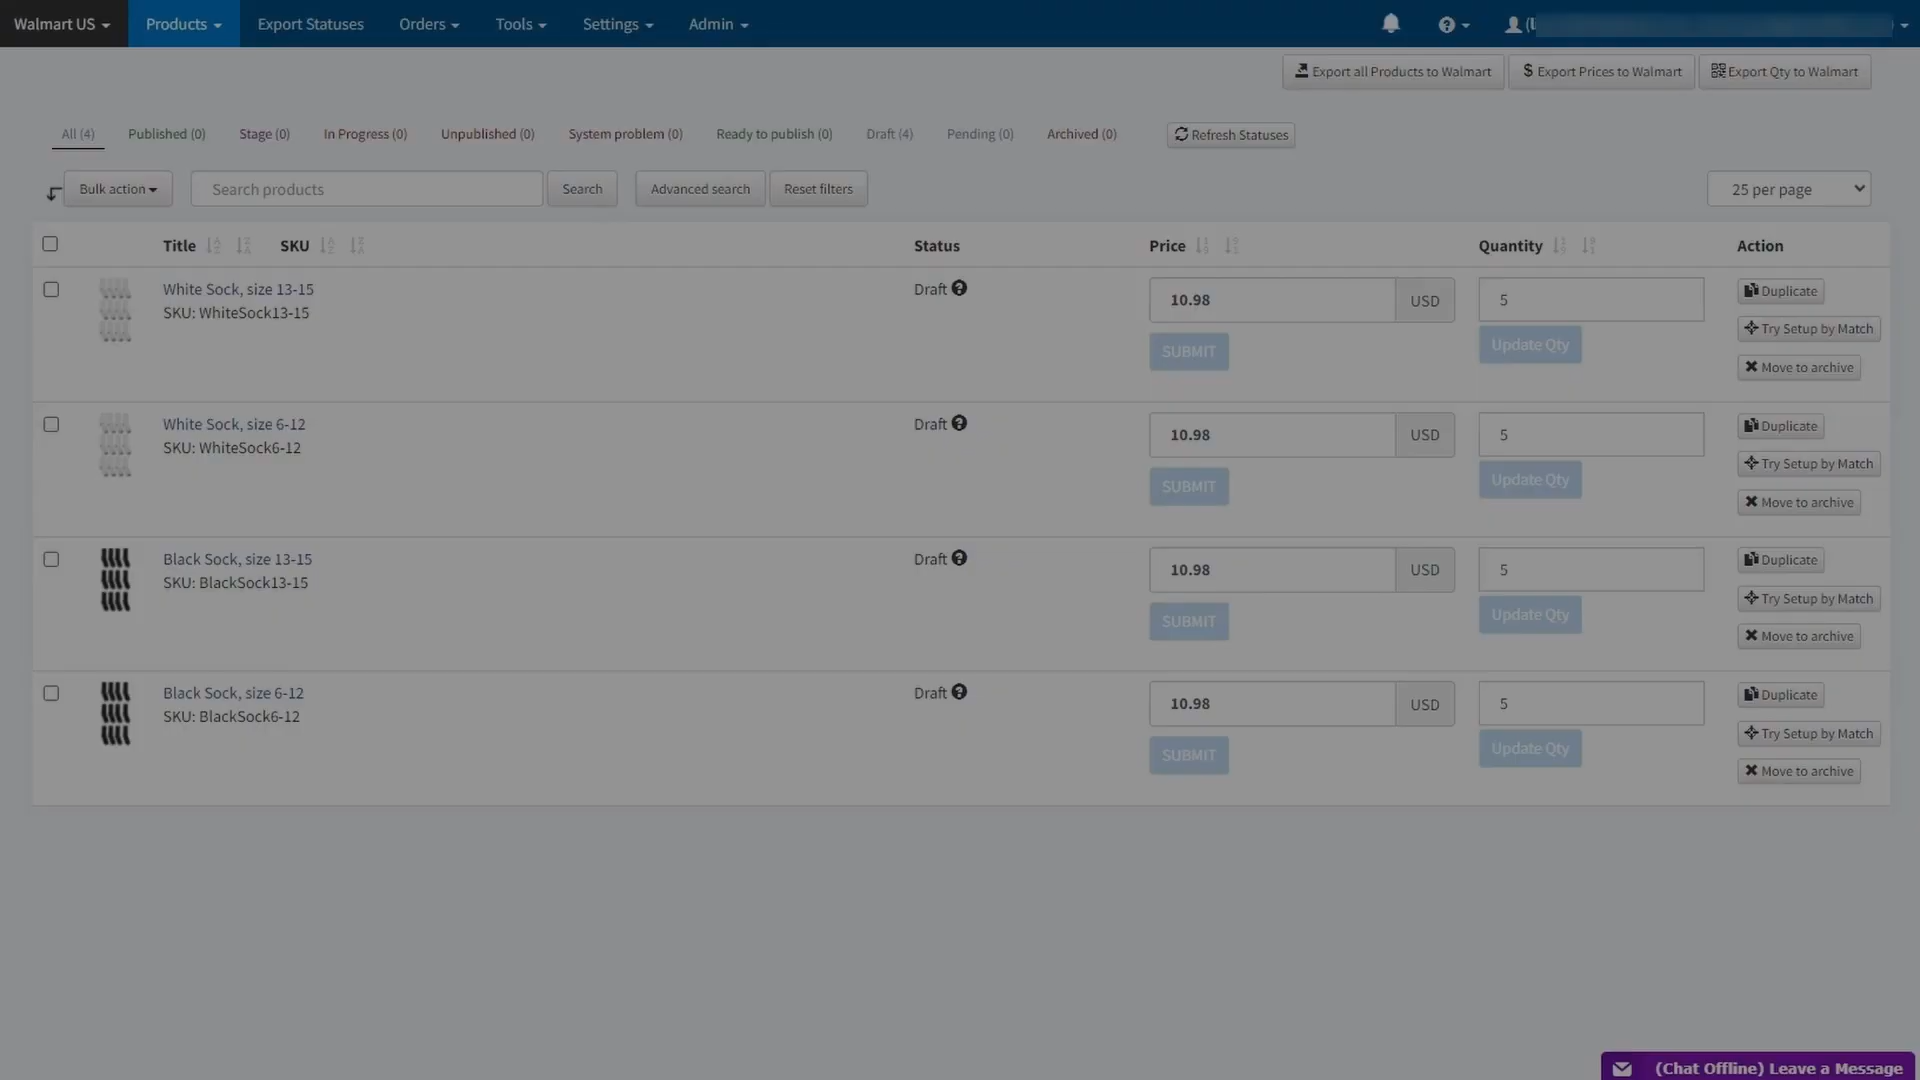 Walmart US Products Export Statuses Orders Tools Settings Admin
Export all Products to Walmart $ Export Prices to Walmart Export Qty to Walmart
All (4) Published (0) Stage (0) In Progress (0) Unpublished (0) System problem (0) Ready to publish (0) Draft (4) Pending (0) Archived (0) Refresh Statuses
Bulk action Search products Search Advanced search Reset filters 25 per page
Title SKU Status Price Quantity Action
White Sock, size 13-15 Draft 10.98 USD 5 Duplicate
SKU: WhiteSock13-15 SUBMIT Update Qty Try Setup by Match
Move to archive
White Sock, size 6-12 Draft 10.98 USD 5 Duplicate
SKU: WhiteSock6-12 SUBMIT Update Qty Try Setup by Match
Move to archive
Black Sock, size 13-15 Draft 10.98 USD 5 Duplicate
SKU: BlackSock13-15 SUBMIT Update Qty Try Setup by Match
Move to archive
Black Sock, size 6-12 Draft 10.98 USD 5 Duplicate
SKU: BlackSock6-12 SUBMIT Update Qty Try Setup by Match
Move to archive
(Chat Offline) Leave a Message